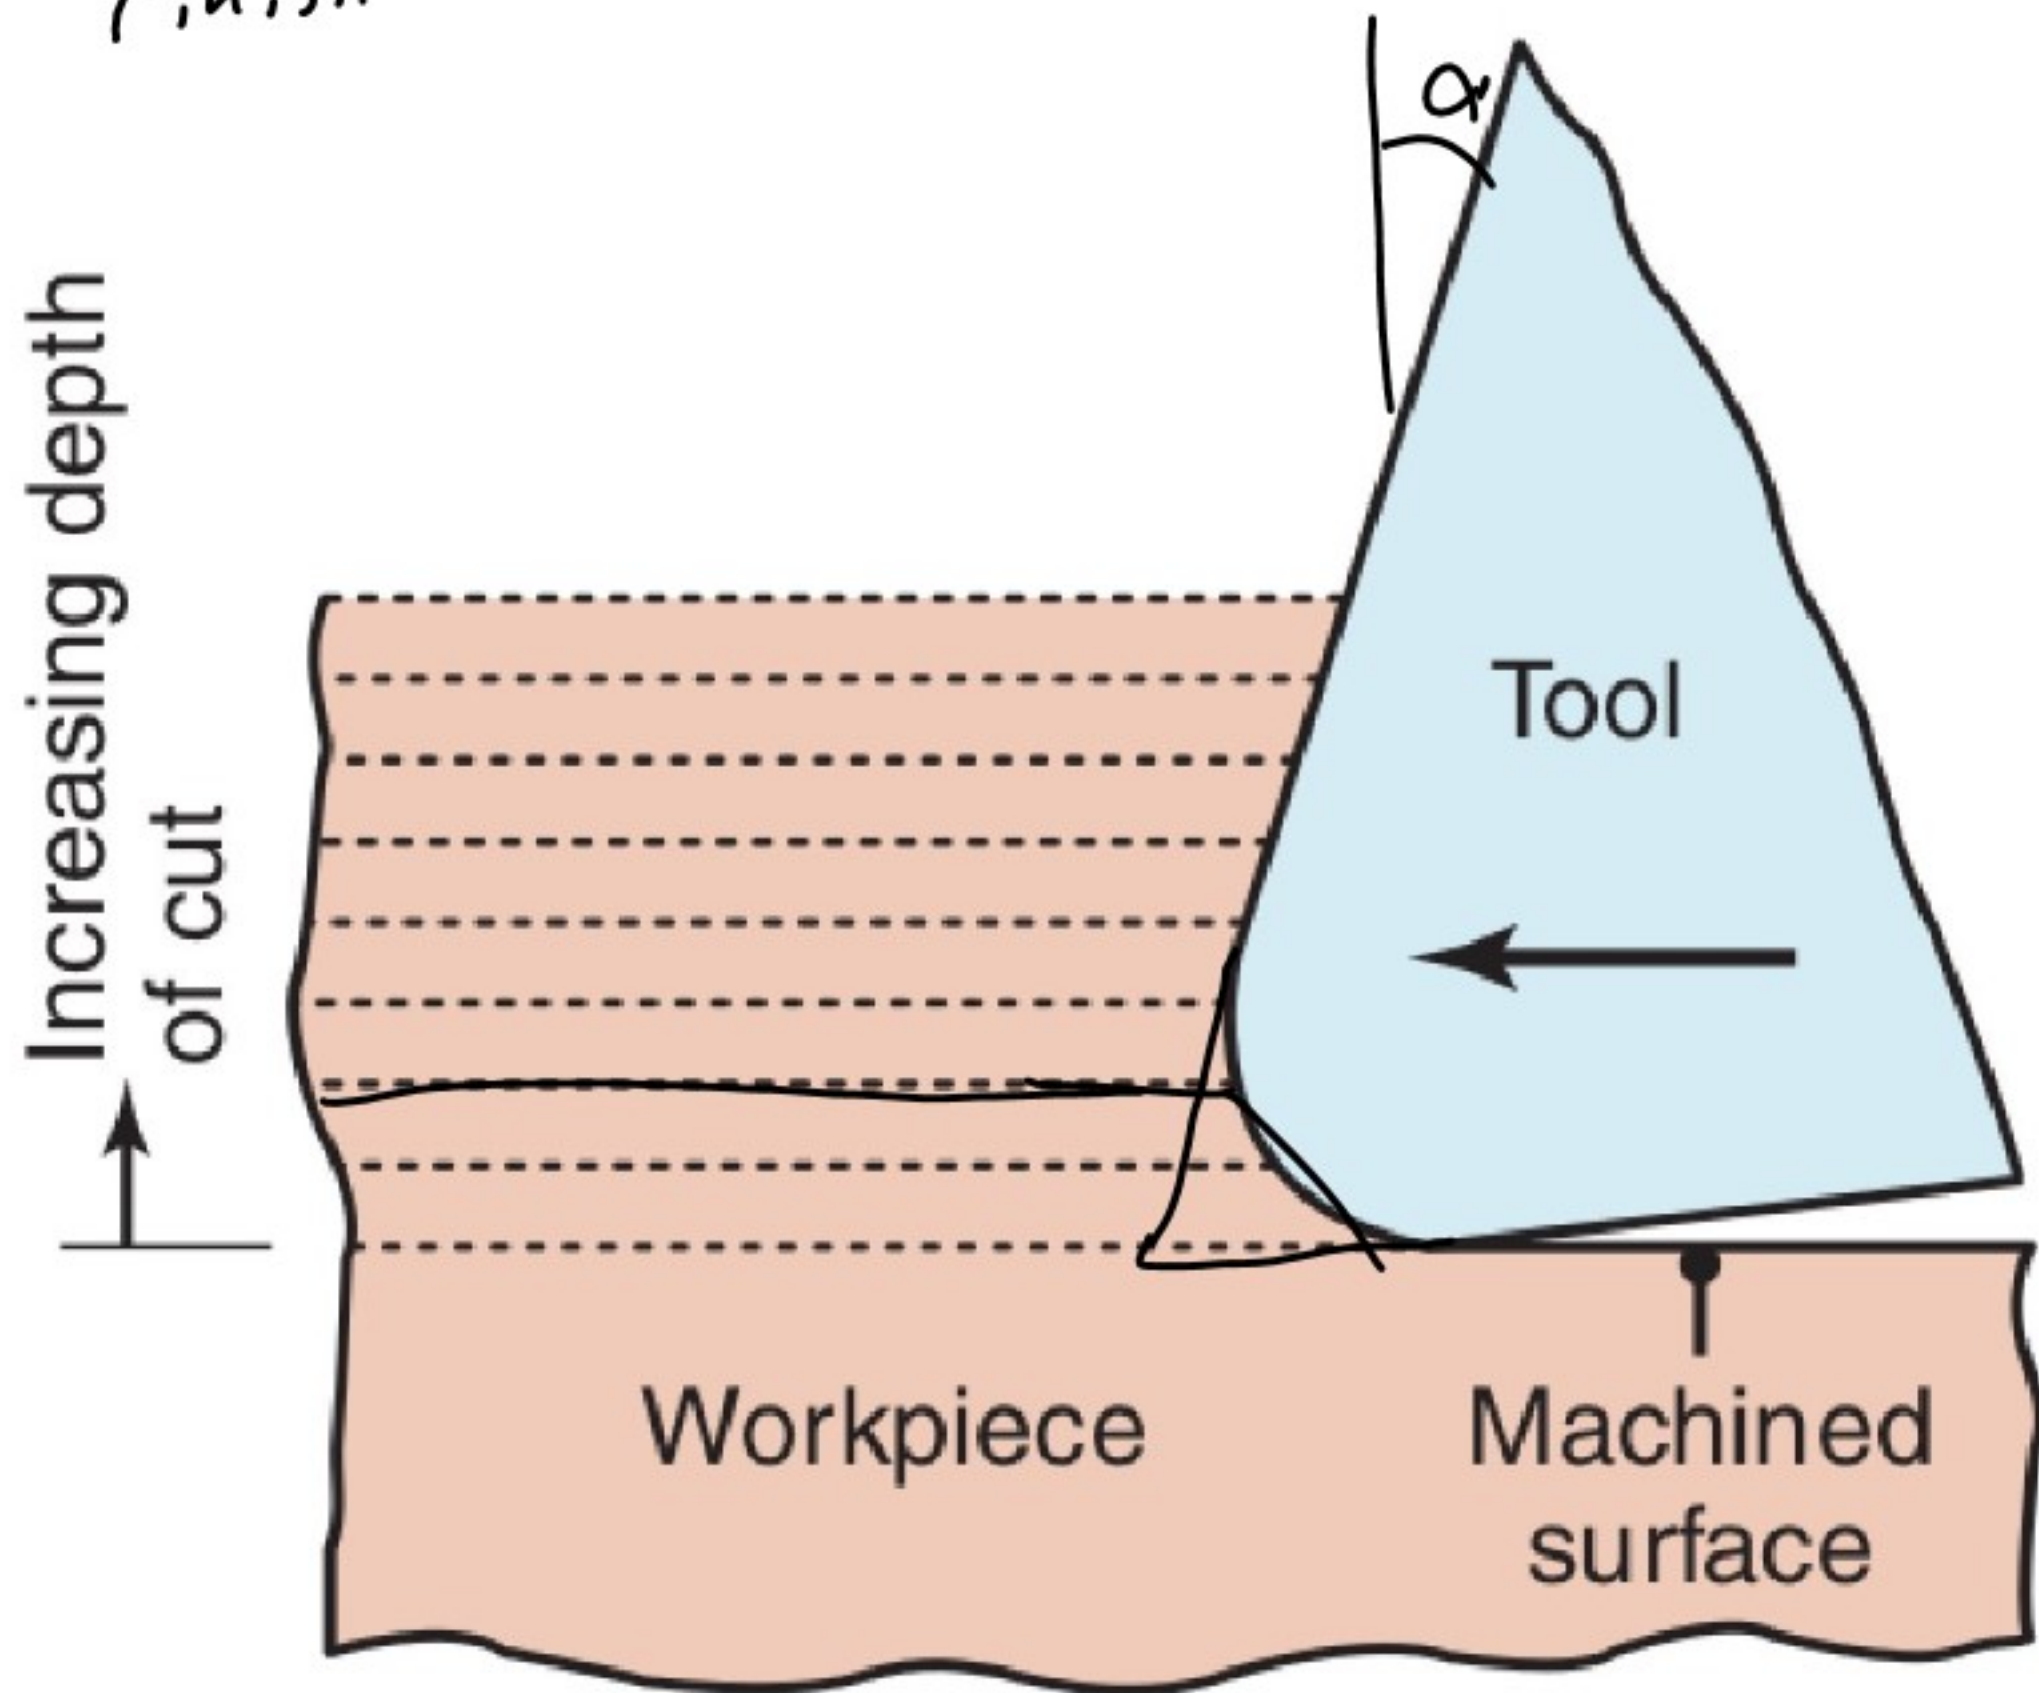 α
Increasing depth
of cut
Tool
Workpiece
Machined
surface